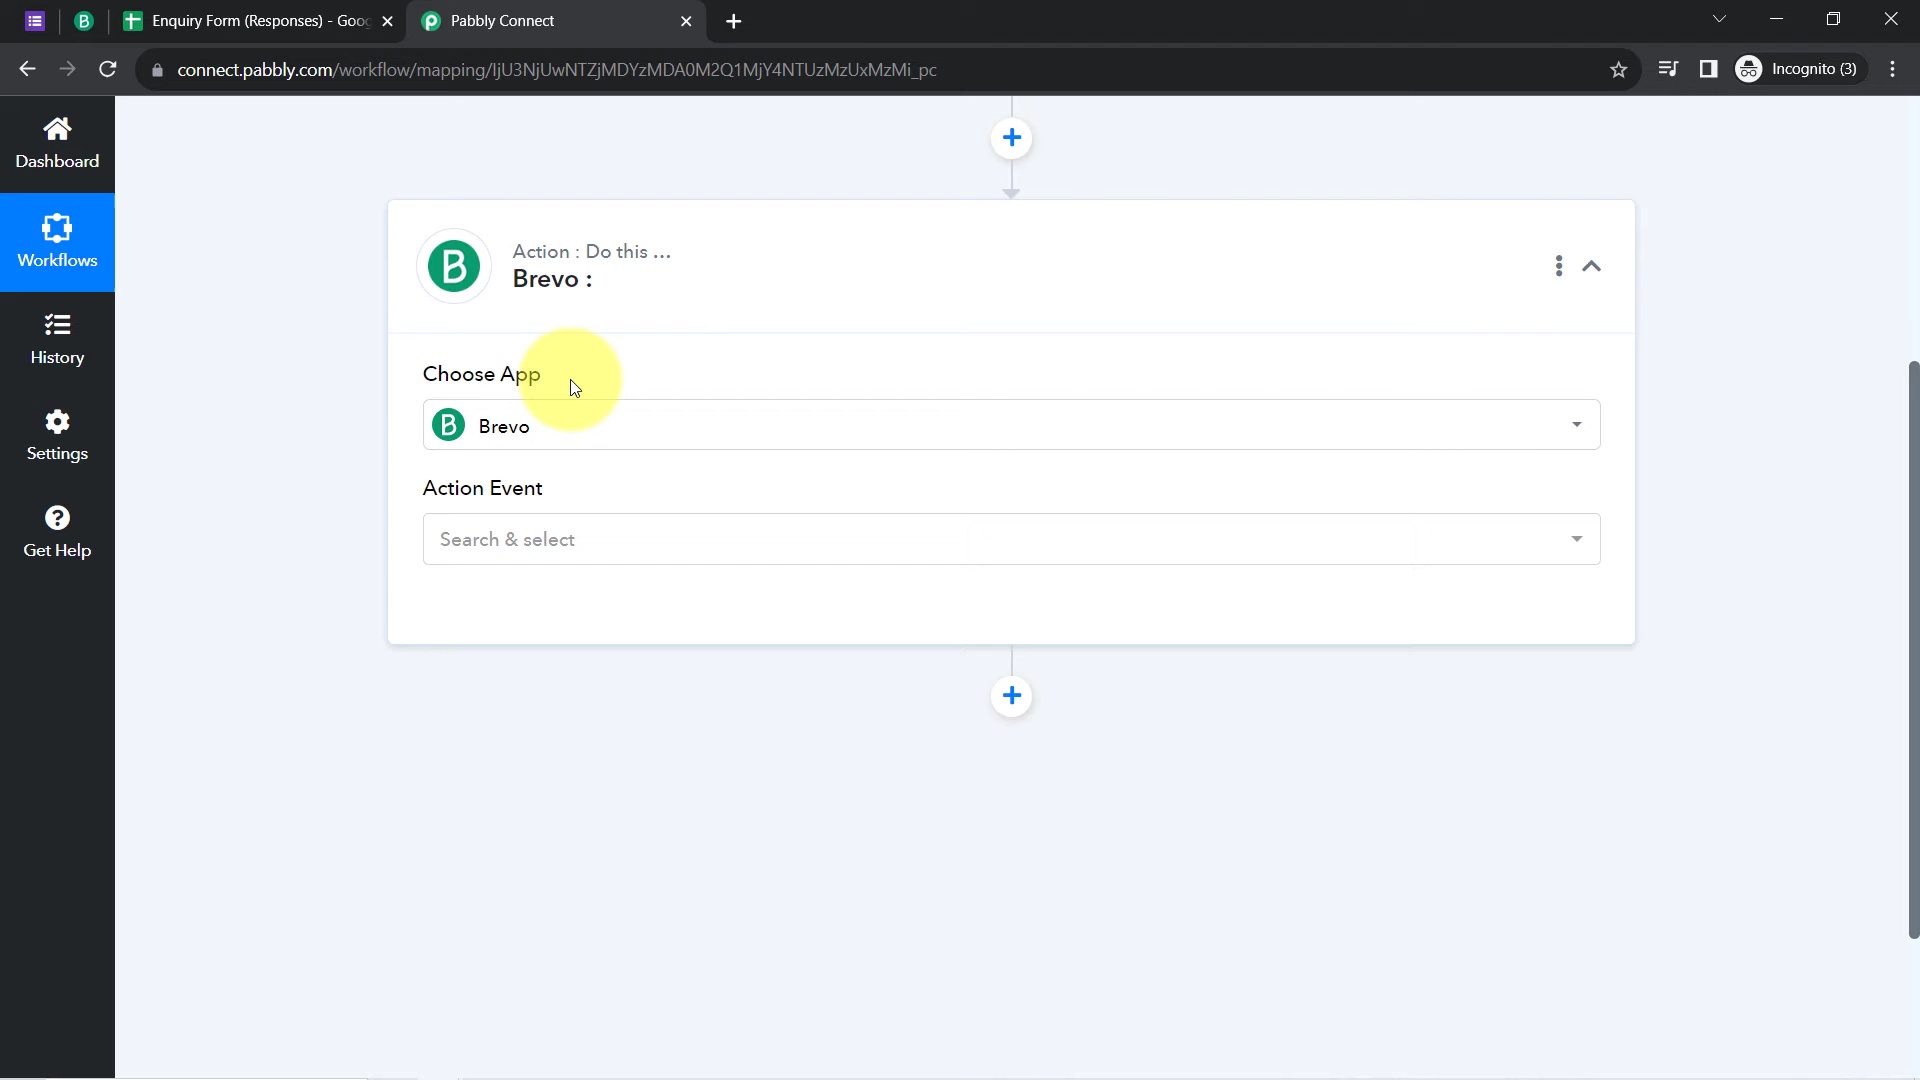 Enquiry Form (Responses) - Goog
Pabbly Connect
connect.pabbly.com/workflow/mapping/IjU3NjUwNTZjMDYzMDA0M2Q1MjY4NTUzMzUxMzMi_pc
Incognito (3)
Dashboard
Workflows
History
Settings
Get Help
Action : Do this ...
Brevo :
Choose App
B Brevo
Action Event
Search & select